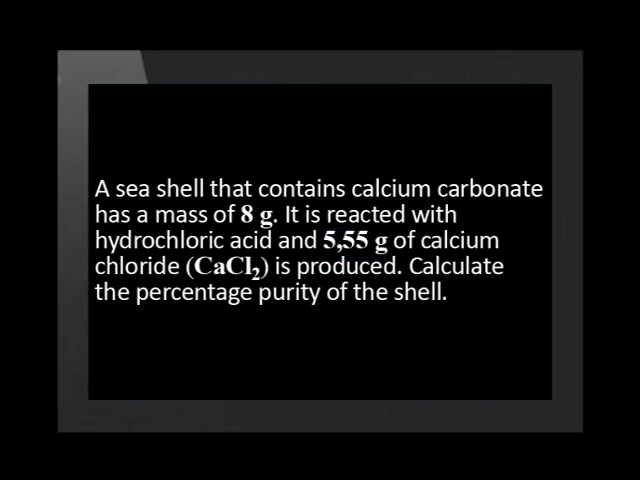 A sea shell that contains calcium carbonate
has a mass of 8 g. It is reacted with
hydrochloric acid and 5,55 g of calcium
chloride (CaCl₂) is produced. Calculate
the percentage purity of the shell.